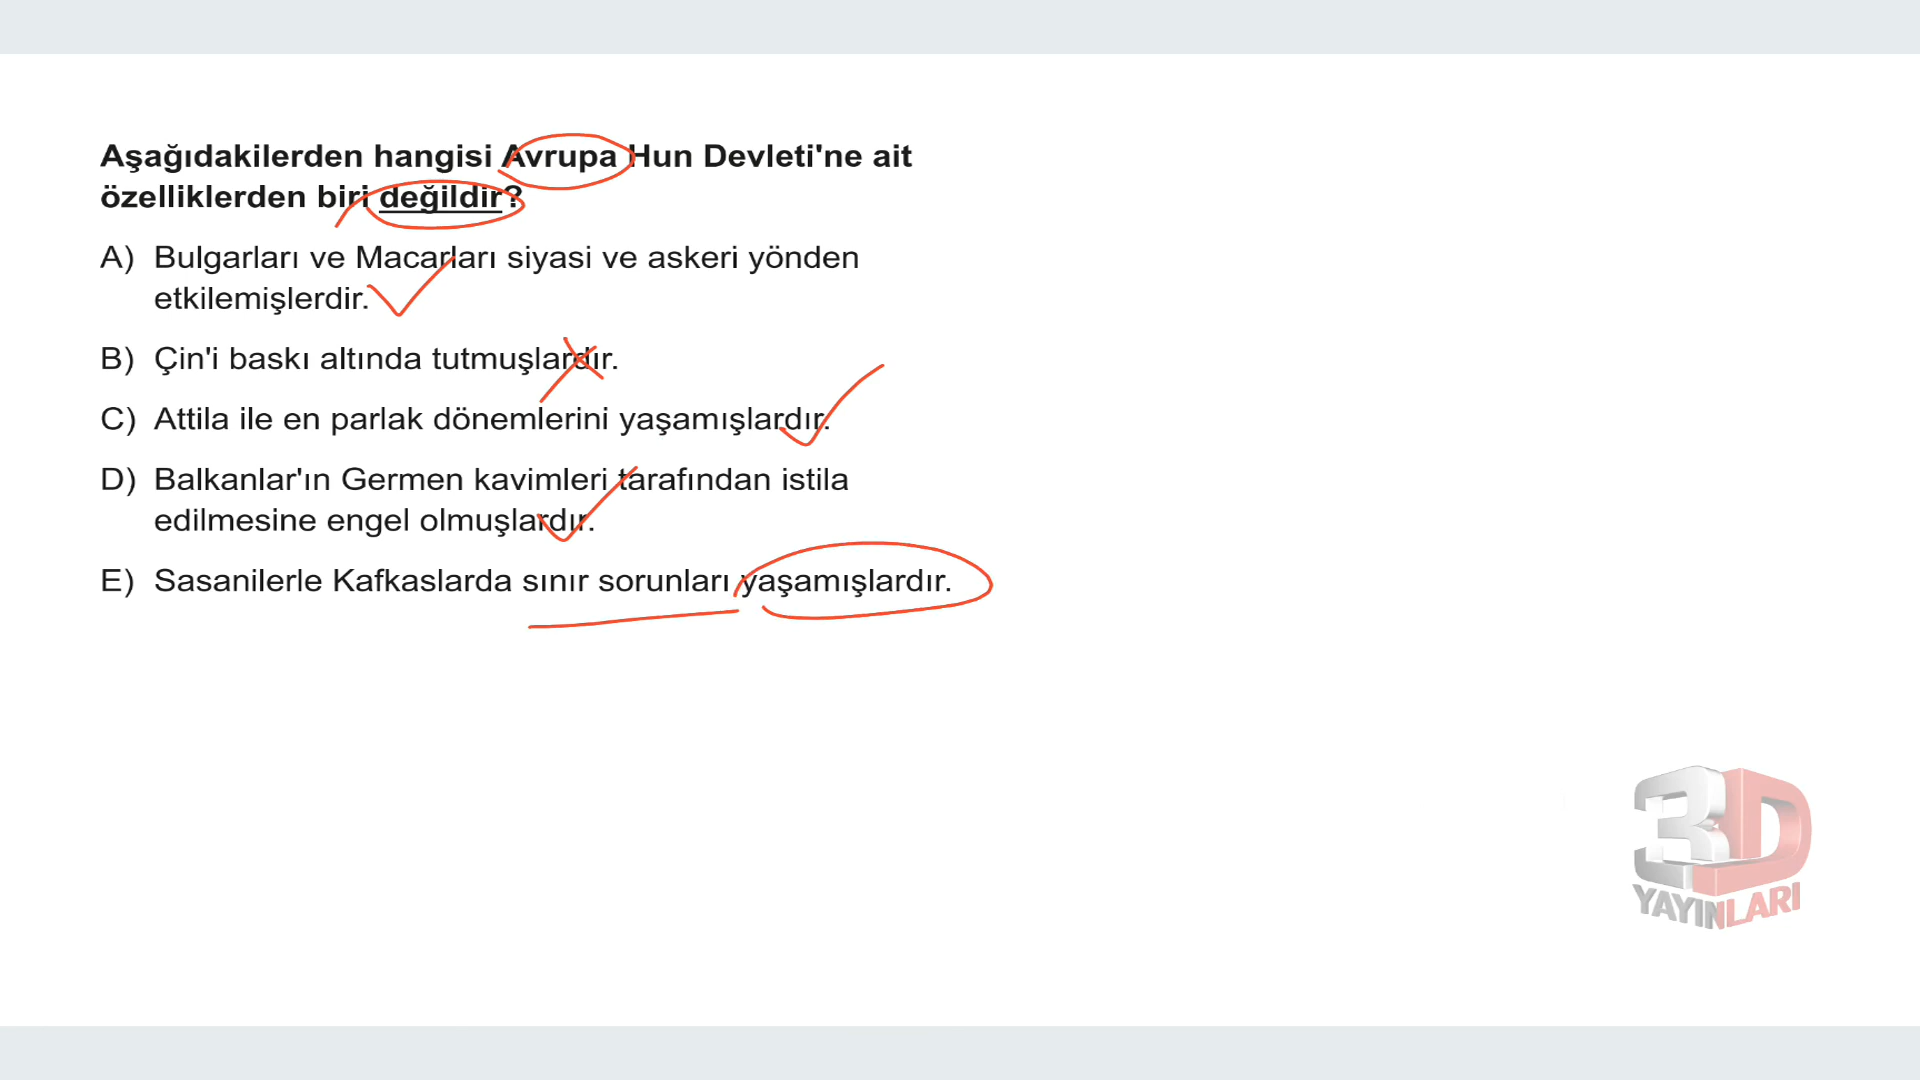 Aşağıdakilerden hangisi Avrupa Hun Devleti'ne ait
özelliklerden biri değildir?
A) Bulgarları ve Macarları siyasi ve askeri yönden
etkilemişlerdir.
B) Çin'i baskı altında tutmuşlardır.
C) Attila ile en parlak dönemlerini yaşamışlardır.
D) Balkanlar'ın Germen kavimleri tarafından istila
edilmesine engel olmuşlardır.
E) Sasanilerle Kafkaslarda sınır sorunları yaşamışlardır.
3D
YAYINLARI